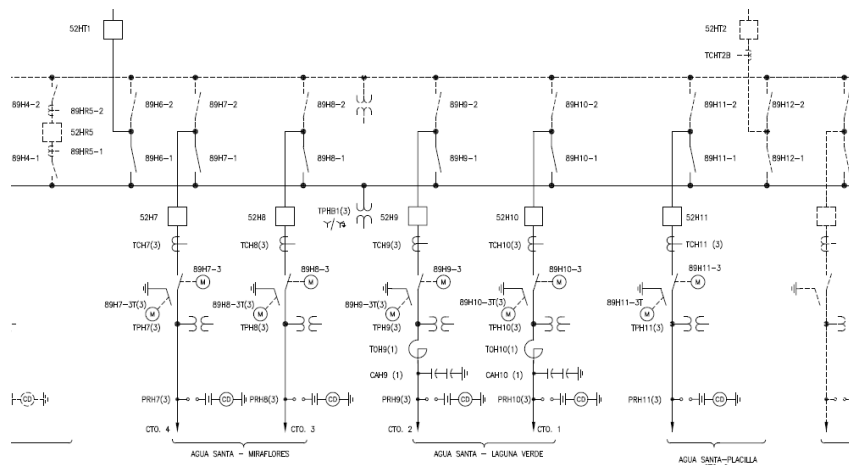 52HT1
52HT2
TCHT2B
89H4-2
89HR5-2
52HR5
89HR5-1
89H4-1
89H6-2
89H7-2
89H8-2
89H9-2
89H10-2
89H11-2
89H12-2
89H6-1
89H7-1
89H8-1
89H9-1
89H10-1
89H11-1
89H12-1
52H7
52H8
TPHB1(3)
52H9
52H10
52H11
TCH7(3)
TCH8(3)
TCH9(3)
TCH10(3)
TCH11 (3)
89H7-3
89H8-3
89H9-3
89H10-3
89H11-3
M
M
M
M
M
89H7-3T(3)
89H8-3T(3)
89H9-3T(3)
89H10-3T(3)
89H11-3T
M
M
M
M
M
TPH7(3)
TPH8(3)
TPH9(3)
TPH10(3)
TPH11(3)
TOH9(1)
TOH10(1)
CAH9 (1)
CAH10 (1)
CD
PRH7(3)
CD
PRH8(3)
CD
PRH9(3)
CD
PRH10(3)
CD
PRH11(3)
CD
CD
CTO. 4
CTO. 3
CTO. 2
CTO. 1
AGUA SANTA - MIRAFLORES
AGUA SANTA - LAGUNA VERDE
AGUA SANTA-PLACILLA